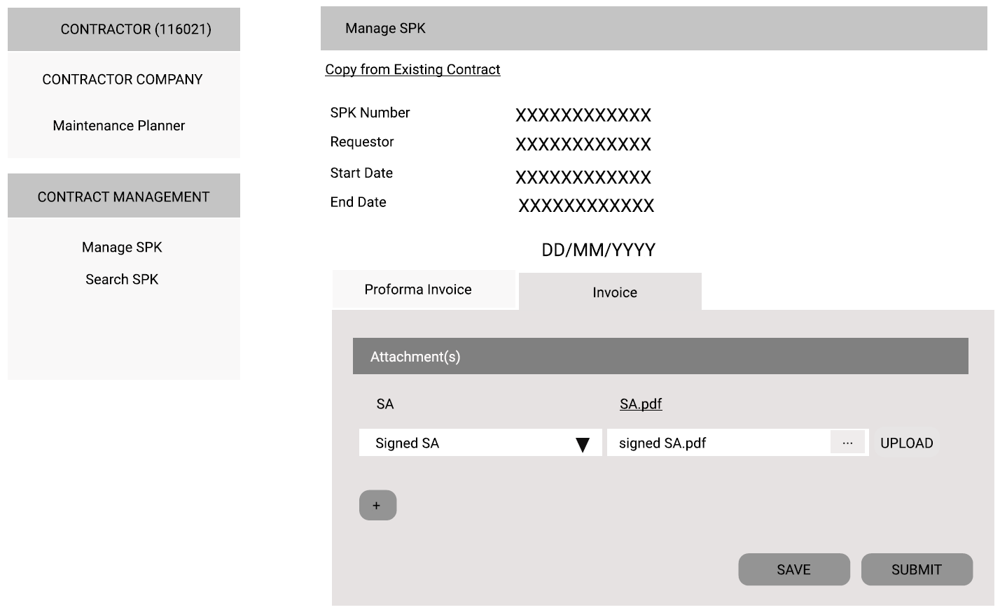 CONTRACTOR (116021)
CONTRACTOR COMPANY
Maintenance Planner
CONTRACT MANAGEMENT
Manage SPK
Search SPK
Manage SPK
Copy from Existing Contract
SPK Number XXXXXXXXXXXX
Requestor XXXXXXXXXXXX
Start Date XXXXXXXXXXXX
End Date XXXXXXXXXXXX
DD/MM/YYYY
Proforma Invoice Invoice
Attachment(s)
SA SA.pdf
Signed SA signed SA.pdf ... UPLOAD
+
SAVE SUBMIT